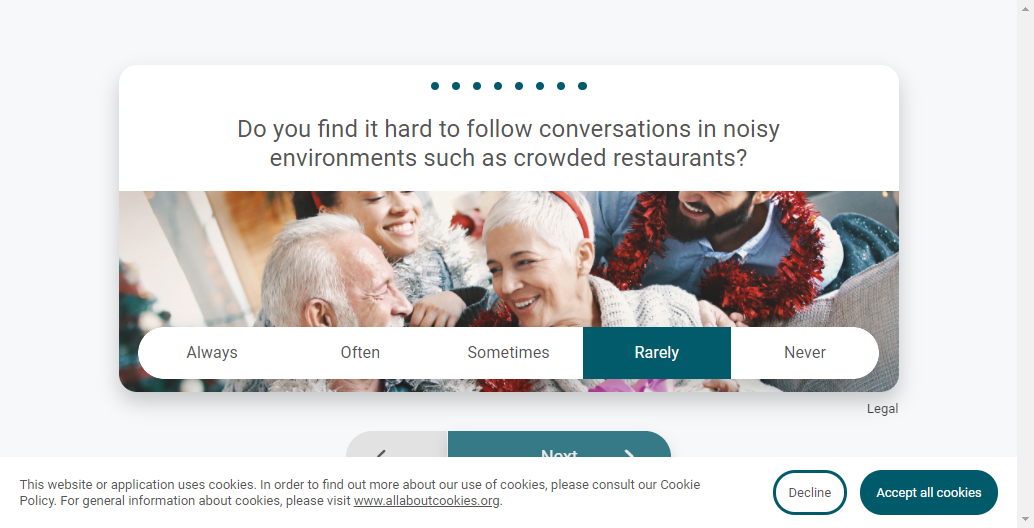 Do you find it hard to follow conversations in noisy
environments such as crowded restaurants?
Always Often Sometimes Rarely Never
Legal
Next
This website or application uses cookies. In order to find out more about our use of cookies, please consult our Cookie
Policy. For general information about cookies, please visit www.allaboutcookies.org.
Decline Accept all cookies